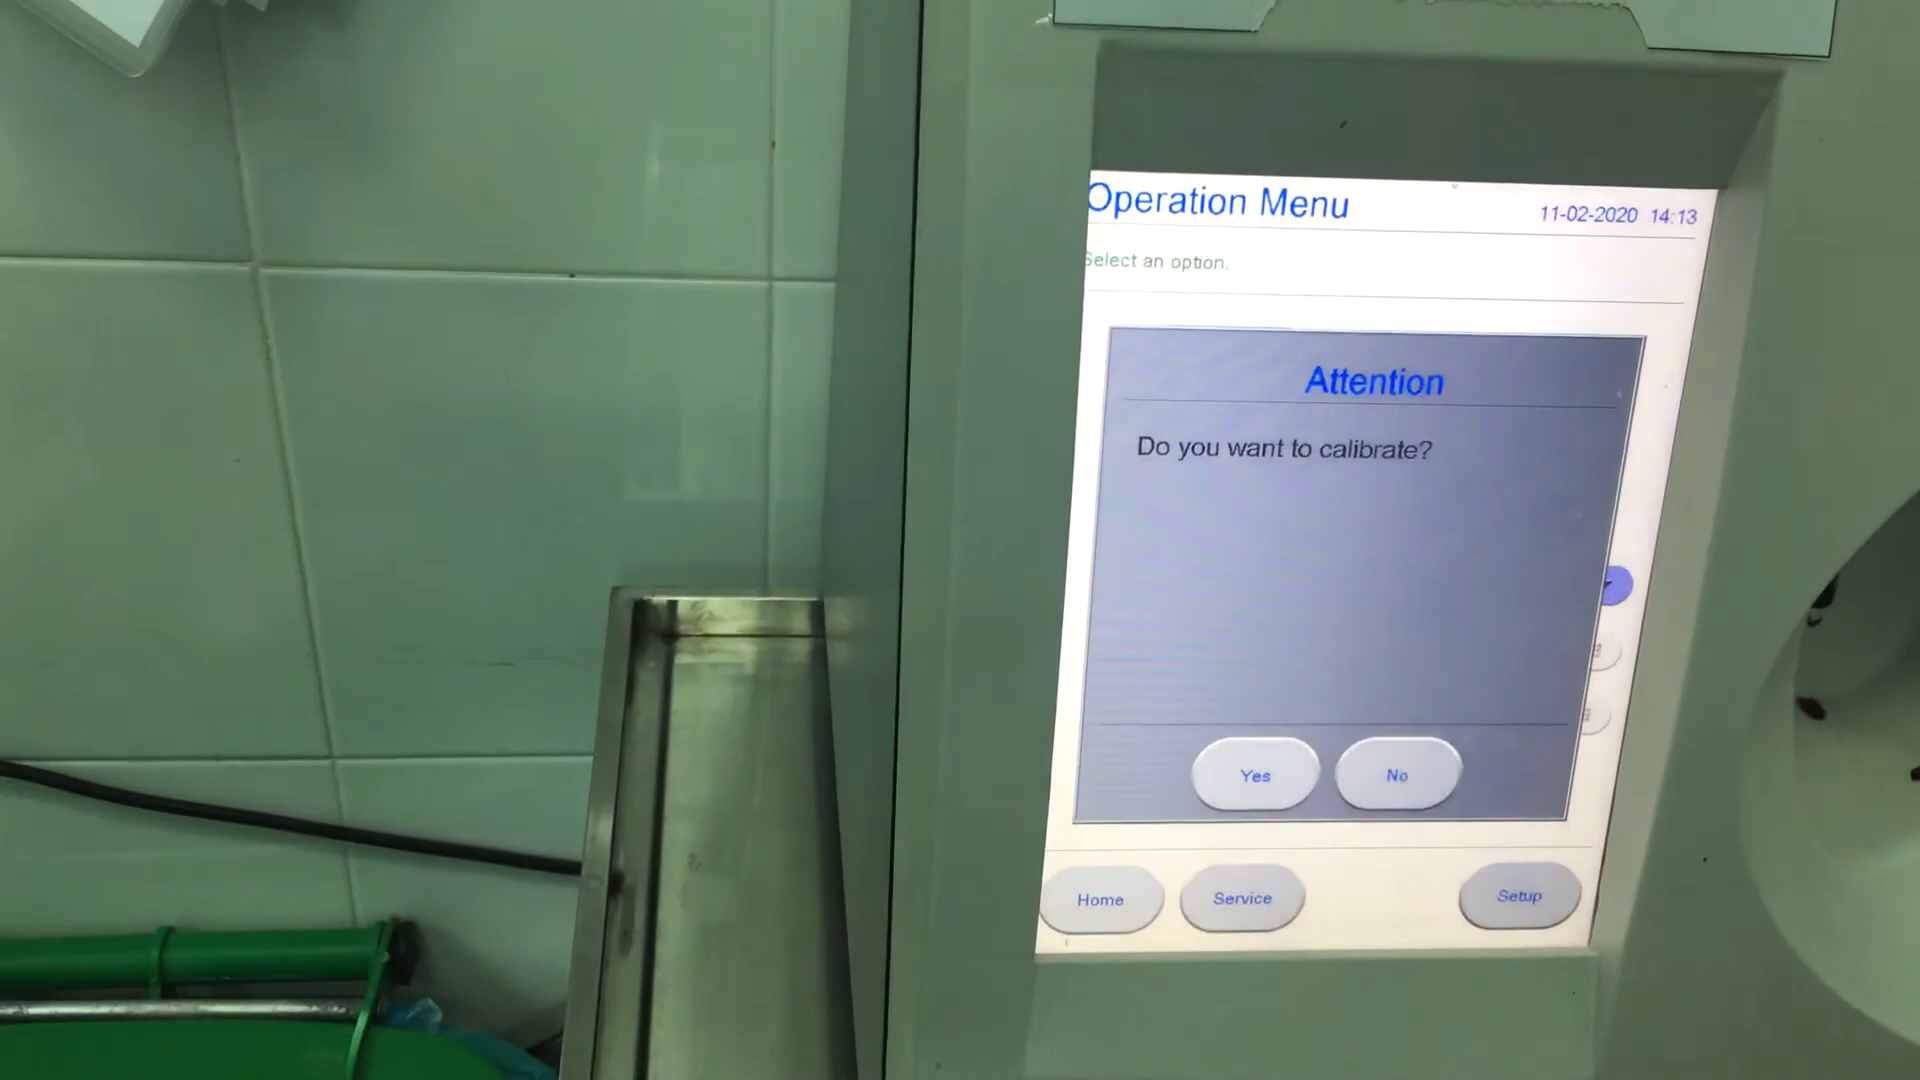 Operation Menu
11-02-2020 14:13
Select an option.
Attention
Do you want to calibrate?
Yes
No
Home
Service
Setup